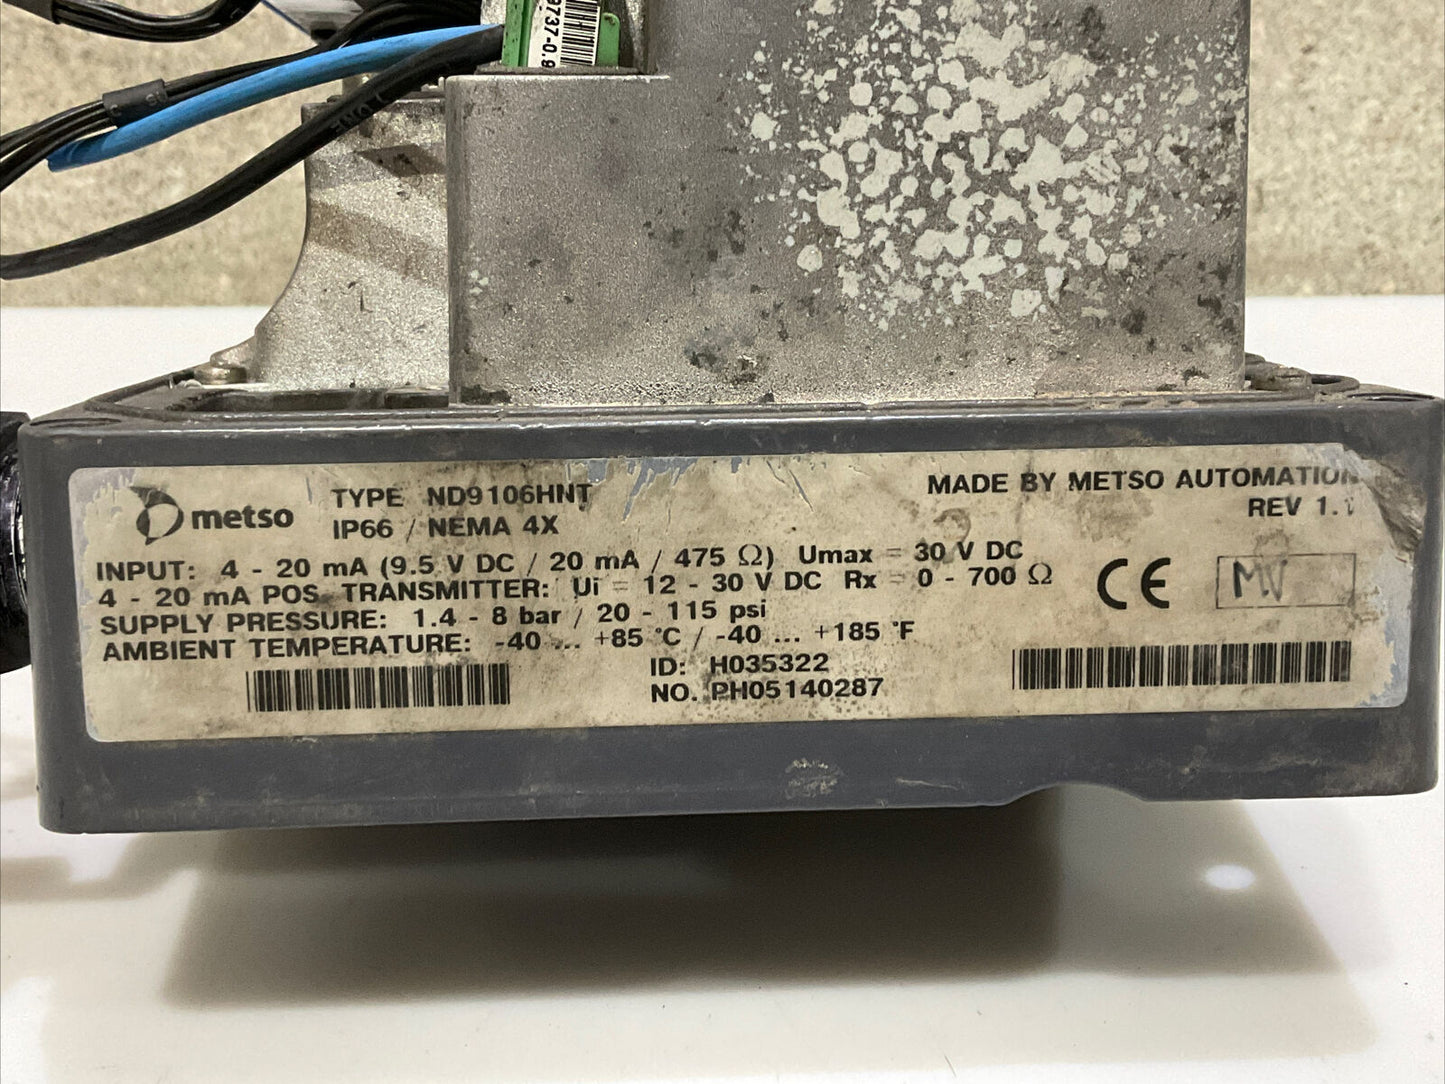 9737-0.9
metso
TYPE ND9106HNT
IP66 / NEMA 4X
MADE BY METSO AUTOMATION
REV 1.1
INPUT: 4 - 20 mA (9.5 V DC / 20 mA / 475 Ω) Umax = 30 V DC
4 - 20 mA POS. TRANSMITTER: Ui = 12 - 30 V DC Rx = 0 - 700 Ω
SUPPLY PRESSURE: 1.4 - 8 bar / 20 - 115 psi
AMBIENT TEMPERATURE: -40 ... +85 °C / -40 ... +185 °F
CE
MV
ID: H035322
NO. PH05140287